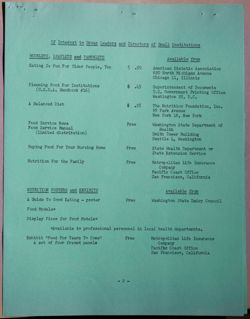 Of Interest to Group Leaders and Directors of Small Institutions
BOOKLETS, LEAFLETS and PAMPHLETS
Available from
Eating Is Fun For Older People, Too $ .50 American Dietetic Association
620 North Michigan Avenue
Chicago 11, Illinois
Planning Food For Institutions $ .45 Superintendent of Documents
(U.S.D.A. Handbook #16) U.S. Government Printing Office
Washington 25, D.C.
A Balanced Diet $ .25 The Nutrition Foundation, Inc.
99 Park Avenue
New York 16, New York
Food Service News Free Washington State Department of
Food Service Manual Health
(limited distribution) Smith Tower Building
Seattle 4, Washington
Buying Food For Your Nursing Home Free State Health Department or
State Extension Service
Nutrition for the Family Free Metropolitan Life Insurance
Company
Pacific Coast Office
San Francisco, California
NUTRITION POSTERS and EXHIBITS
Available from
A Guide To Good Eating - poster Free Washington State Dairy Council
Food Models*
Display Piece for Food Models*
*Available to professional personnel at local health departments.
Exhibit "Food For Years To Come" Free Metropolitan Life Insurance
a set of four framed panels Company
Pacific Coast Office
San Francisco, California